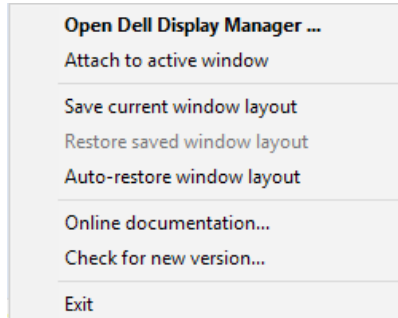 Open Dell Display Manager ...
Attach to active window
Save current window layout
Restore saved window layout
Auto-restore window layout
Online documentation...
Check for new version...
Exit